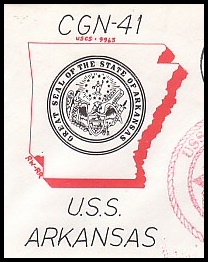 CGN-41
USCS · 9963
GREAT SEAL OF THE STATE OF ARKANSAS
U.S.S.
ARKANSAS